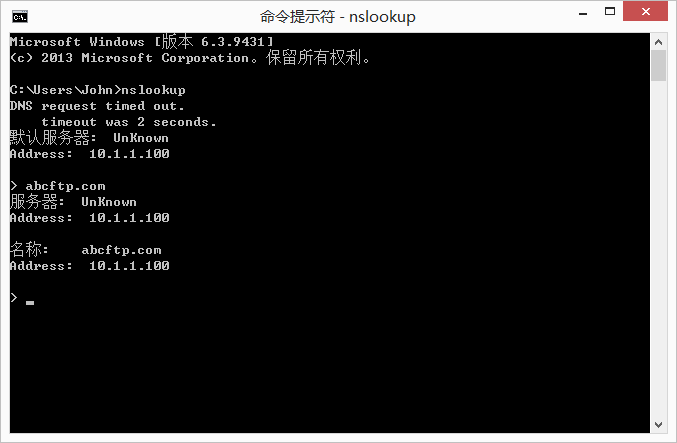 命令提示符 - nslookup
Microsoft Windows [版本 6.3.9431]
(c) 2013 Microsoft Corporation。保留所有权利。
C:\Users\John>nslookup
DNS request timed out.
    timeout was 2 seconds.
默认服务器:  UnKnown
Address:  10.1.1.100
> abcftp.com
服务器:  UnKnown
Address:  10.1.1.100
名称:    abcftp.com
Address:  10.1.1.100
> _